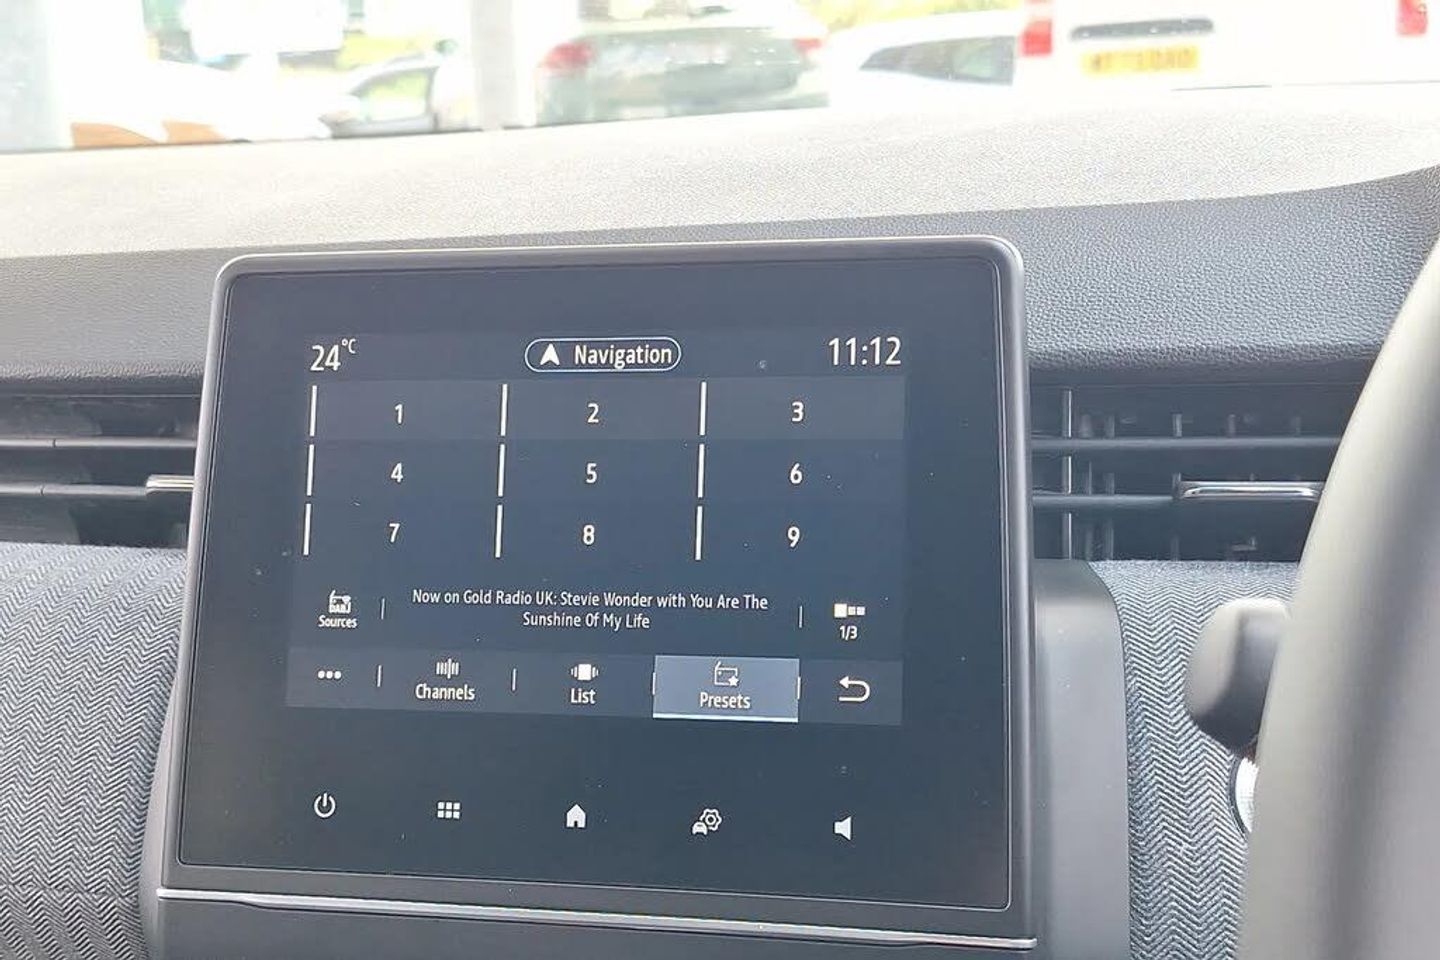 24°C
Navigation
11:12
1 2 3
4 5 6
7 8 9
DAB
Sources
Now on Gold Radio UK: Stevie Wonder with You Are The
Sunshine Of My Life
1/3
Channels
List
Presets